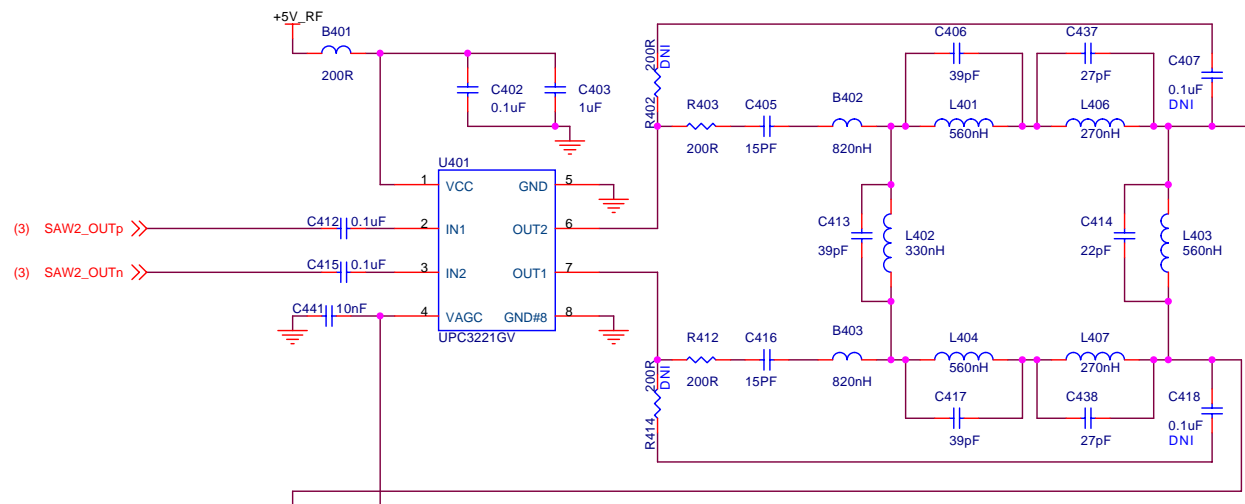 +5V_RF
B401
200R
C402
0.1uF
C403
1uF
200R
DNI
R402
R403
200R
C405
15PF
B402
820nH
C406
39pF
L401
560nH
C437
27pF
L406
270nH
C407
0.1uF
DNI
U401
1
VCC
GND
5
(3) SAW2_OUTp
C412
0.1uF
2
IN1
OUT2
6
C413
39pF
L402
330nH
C414
22pF
L403
560nH
(3) SAW2_OUTn
C415
0.1uF
3
IN2
OUT1
7
C441
10nF
4
VAGC
GND#8
8
UPC3221GV
200R
DNI
R414
R412
200R
C416
15PF
B403
820nH
L404
560nH
C417
39pF
L407
270nH
C438
27pF
C418
0.1uF
DNI